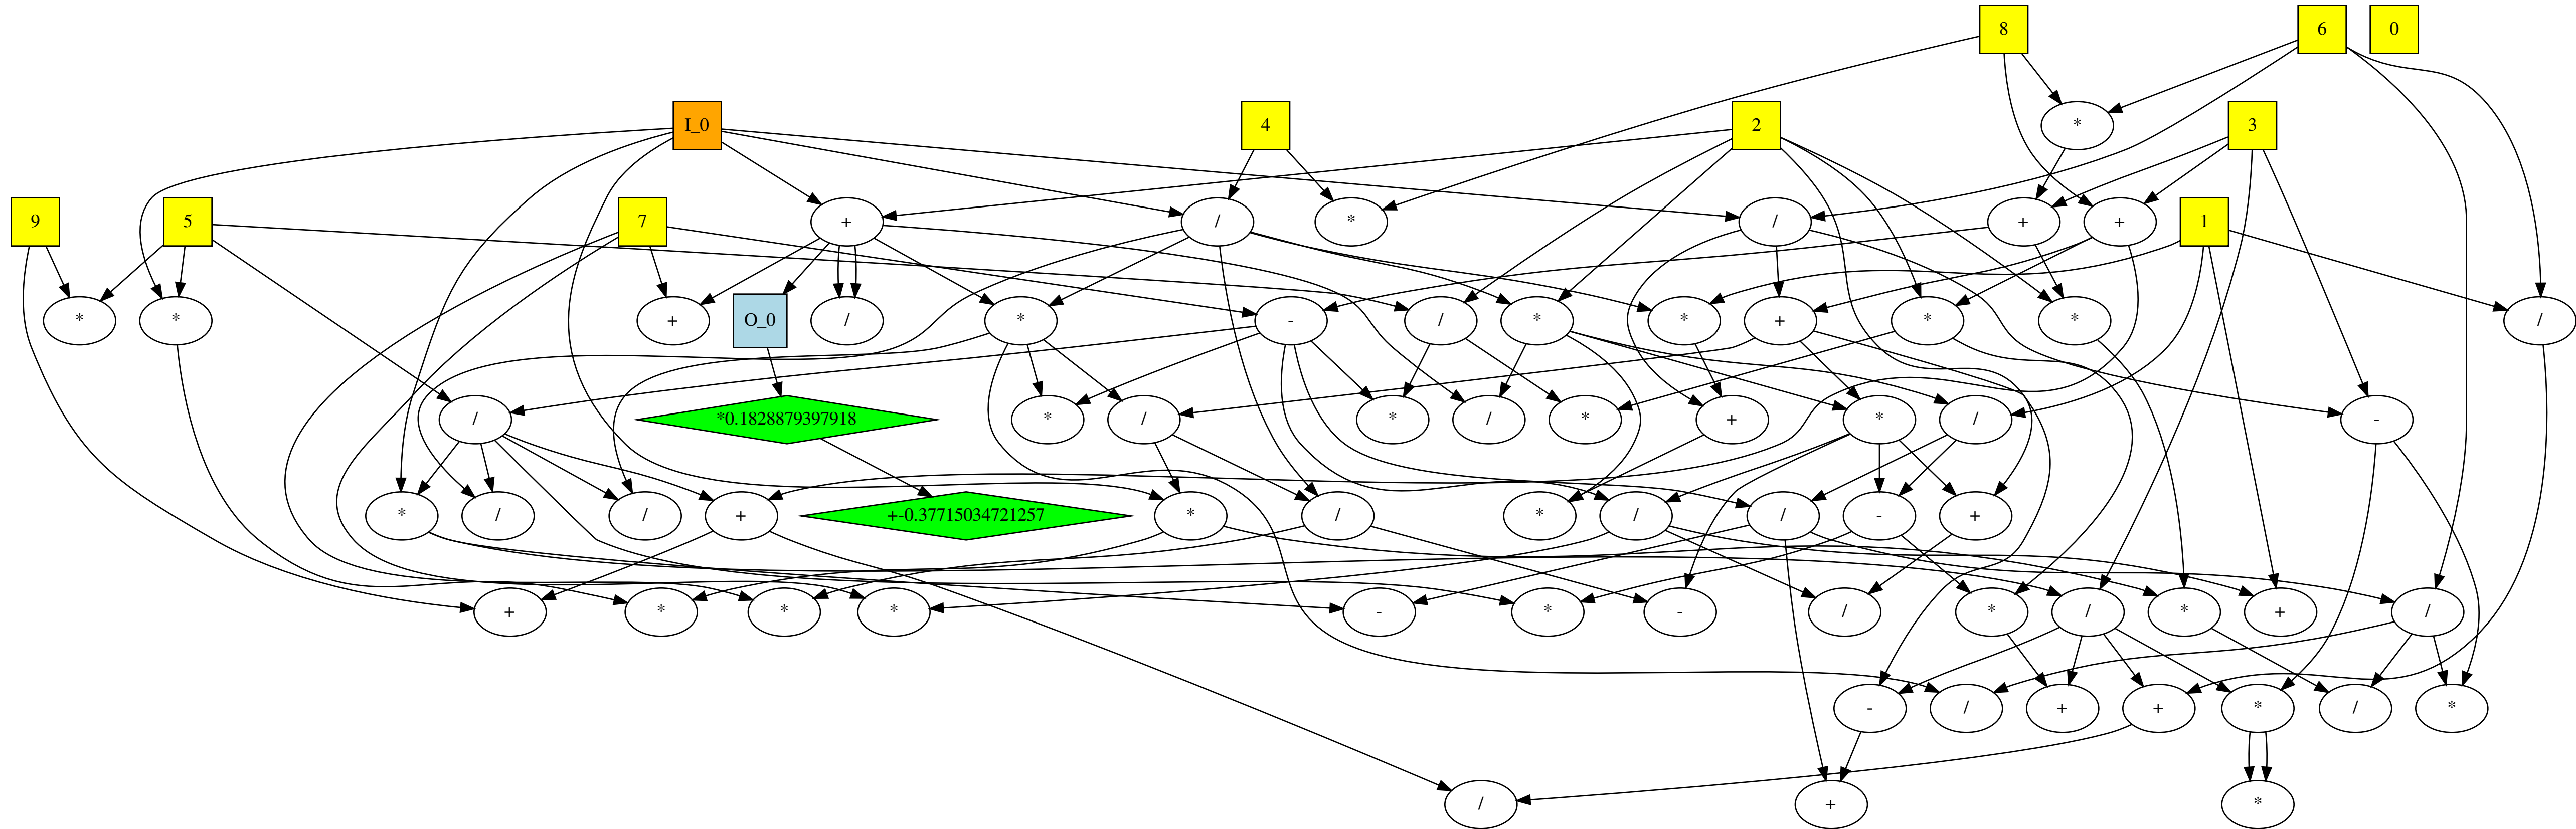 8 6 0
I_0 4 2 * 3
9 5 7 + / * / + + 1
* * + O_0 / * - / * * + * * /
/ *0.1828879397918 * / * / * + * / -
* / / + +-0.37715034721257 * / * / / - +
+ * * * - * - / * / * + /
- / + + * / *
/ + *